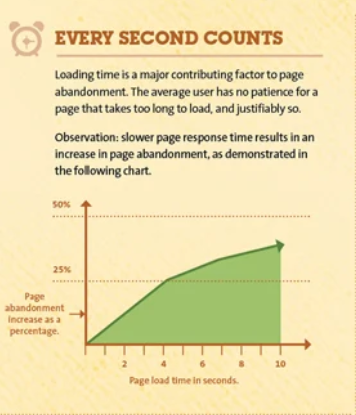 EVERY SECOND COUNTS
Loading time is a major contributing factor to page
abandonment. The average user has no patience for a
page that takes too long to load, and justifiably so.
Observation: slower page response time results in an
increase in page abandonment, as demonstrated in
the following chart.
50%
25%
Page
abandonment
increase as a
percentage.
2 4 6 8 10
Page load time in seconds.